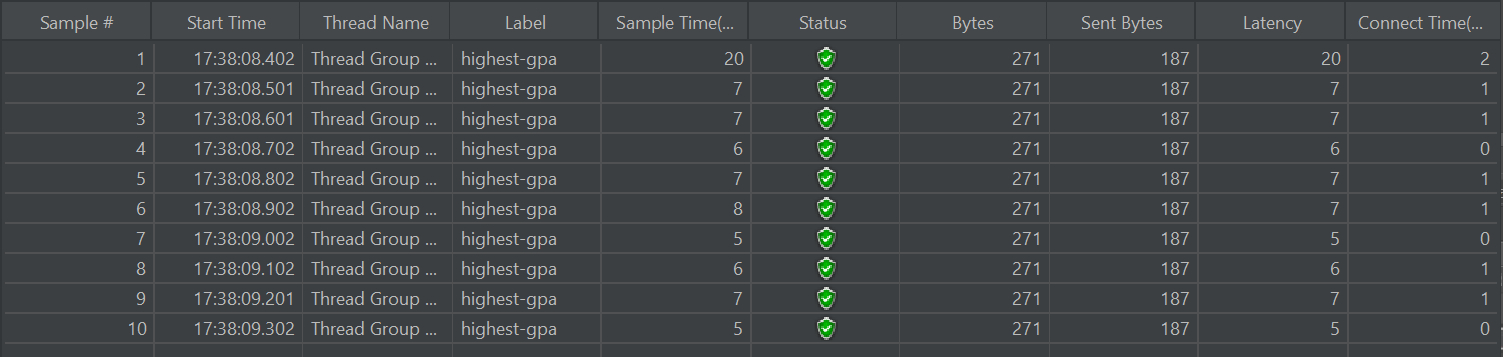 Sample # Start Time Thread Name Label Sample Time(... Status Bytes Sent Bytes Latency Connect Time(...
1 17:38:08.402 Thread Group ... highest-gpa 20 271 187 20 2
2 17:38:08.501 Thread Group ... highest-gpa 7 271 187 7 1
3 17:38:08.601 Thread Group ... highest-gpa 7 271 187 7 1
4 17:38:08.702 Thread Group ... highest-gpa 6 271 187 6 0
5 17:38:08.802 Thread Group ... highest-gpa 7 271 187 7 1
6 17:38:08.902 Thread Group ... highest-gpa 8 271 187 7 1
7 17:38:09.002 Thread Group ... highest-gpa 5 271 187 5 0
8 17:38:09.102 Thread Group ... highest-gpa 6 271 187 6 1
9 17:38:09.201 Thread Group ... highest-gpa 7 271 187 7 1
10 17:38:09.302 Thread Group ... highest-gpa 5 271 187 5 0